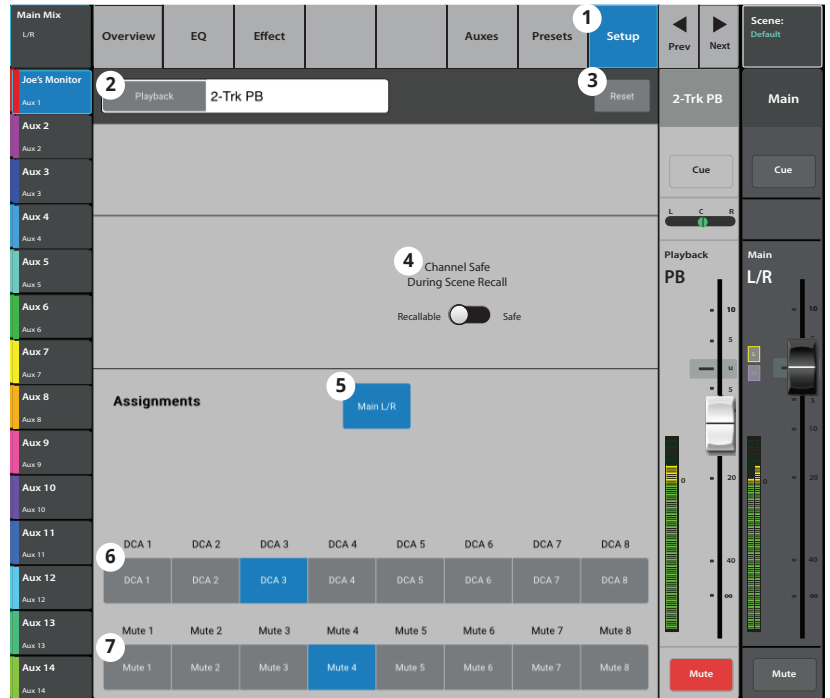 Main Mix
L/R
Overview
EQ
Effect
Auxes
Presets
1
Setup
Prev
Next
Scene:
Default
Joe's Monitor
Aux 1
2
Playback
2-Trk PB
3
Reset
2-Trk PB
Main
Aux 2
Aux 2
Aux 3
Aux 3
Cue
Cue
Aux 4
Aux 4
L C R
Aux 5
Aux 5
4
Channel Safe
During Scene Recall
Recallable
Safe
Playback
PB
Main
L/R
Aux 6
Aux 6
10
10
Aux 7
Aux 7
5
5
L
U
Aux 8
Aux 8
Assignments
5
Main L/R
5
5
Aux 9
Aux 9
10
Aux 10
Aux 10
0
20
0
20
Aux 11
Aux 11
DCA 1 DCA 2 DCA 3 DCA 4 DCA 5 DCA 6 DCA 7 DCA 8
6
DCA 1 DCA 2 DCA 3 DCA 4 DCA 5 DCA 6 DCA 7 DCA 8
40
40
Aux 12
Aux 12
∞
∞
Aux 13
Aux 13
Mute 1 Mute 2 Mute 3 Mute 4 Mute 5 Mute 6 Mute 7 Mute 8
7
Mute 1 Mute 2 Mute 3 Mute 4 Mute 5 Mute 6 Mute 7 Mute 8
Aux 14
Aux 14
Mute
Mute